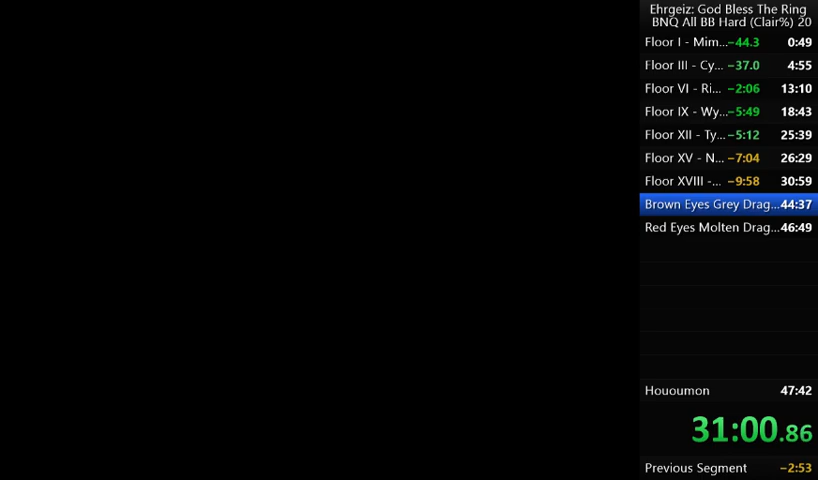 Ehrgeiz: God Bless The Ring
BNQ All BB Hard (Clair%) 20
Floor I - Mim... −44.3 0:49
Floor III - Cy... −37.0 4:55
Floor VI - Ri... −2:06 13:10
Floor IX - Wy... −5:49 18:43
Floor XII - Ty... −5:12 25:39
Floor XV - N... −7:04 26:29
Floor XVIII -... −9:58 30:59
Brown Eyes Grey Drag... 44:37
Red Eyes Molten Drag... 46:49
Hououmon 47:42
31:00.86
Previous Segment −2:53